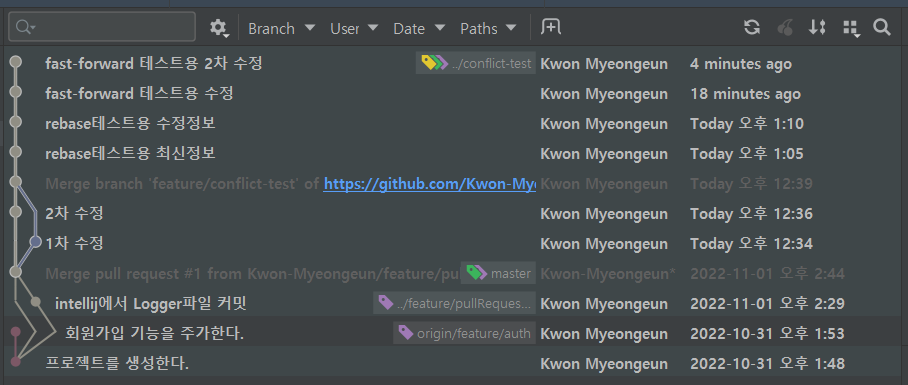 Branch User Date Paths
fast-forward 테스트용 2차 수정 ../conflict-test Kwon Myeongeun 4 minutes ago
fast-forward 테스트용 수정 Kwon Myeongeun 18 minutes ago
rebase테스트용 수정정보 Kwon Myeongeun Today 오후 1:10
rebase테스트용 최신정보 Kwon Myeongeun Today 오후 1:05
Merge branch 'feature/conflict-test' of https://github.com/Kwon-Mye Kwon-Myeongeun* Today 오후 12:39
2차 수정 Kwon Myeongeun Today 오후 12:36
1차 수정 Kwon Myeongeun Today 오후 12:34
Merge pull request #1 from Kwon-Myeongeun/feature/pu master Kwon-Myeongeun* 2022-11-01 오후 2:44
intellij에서 Logger파일 커밋 ../feature/pullReques... Kwon Myeongeun 2022-11-01 오후 2:29
회원가입 기능을 추가한다. origin/feature/auth Kwon Myeongeun 2022-10-31 오후 1:53
프로젝트를 생성한다. Kwon Myeongeun 2022-10-31 오후 1:48